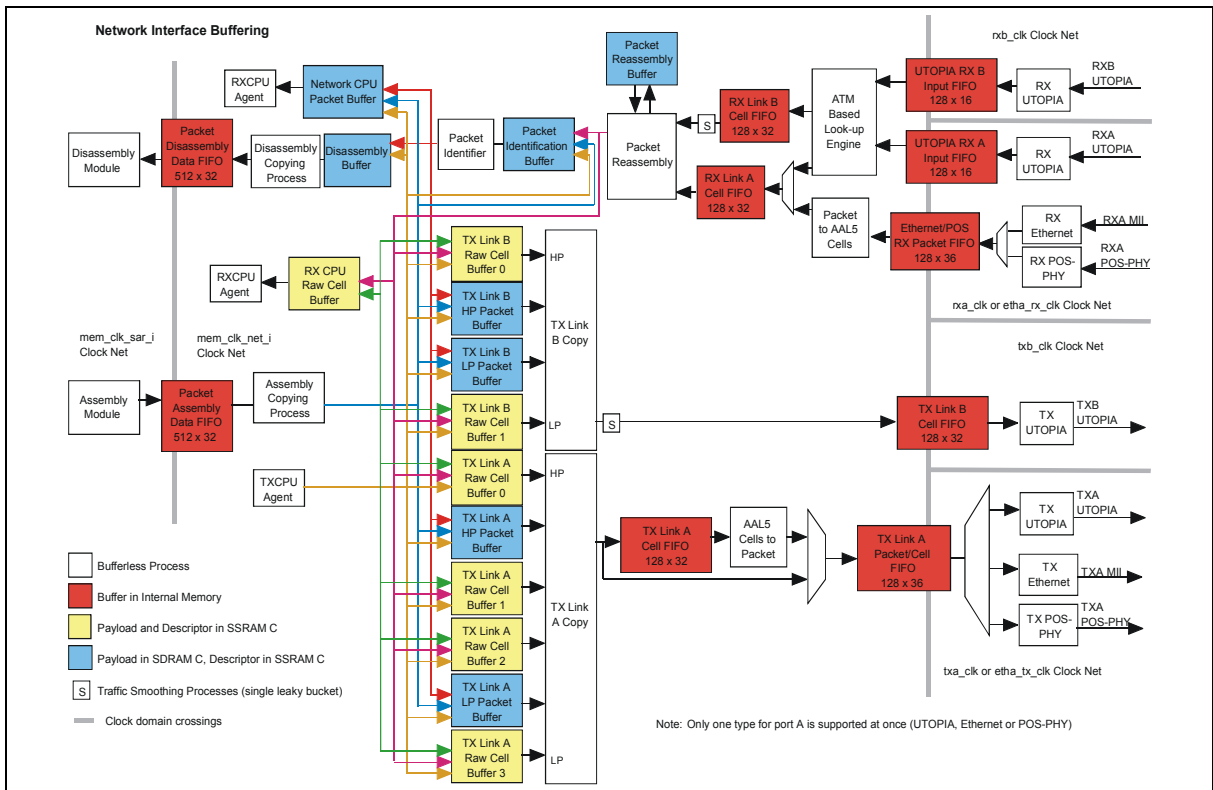 Network Interface Buffering
rxb_clk Clock Net
RXCPU
Agent
Network CPU
Packet Buffer
Packet
Reassembly
Buffer
RX Link B
Cell FIFO
128 x 32
ATM
Based
Look-up
Engine
UTOPIA RX B
Input FIFO
128 x 16
RX
UTOPIA
RXB
UTOPIA
Disassembly
Module
Packet
Disassembly
Data FIFO
512 x 32
Disassembly
Copying
Process
Disassembly
Buffer
Packet
Identifier
Packet
Identification
Buffer
S
Packet
Reassembly
RX Link A
Cell FIFO
128 x 32
UTOPIA RX A
Input FIFO
128 x 16
RX
UTOPIA
RXA
UTOPIA
Packet
to AAL5
Cells
Ethernet/POS
RX Packet FIFO
128 x 36
RX
Ethernet
RXA MII
RX POS-
PHY
RXA
POS-PHY
rxa_clk or etha_rx_clk Clock Net
RXCPU
Agent
RX CPU
Raw Cell
Buffer
TX Link B
Raw Cell
Buffer 0
HP
TX Link B
HP Packet
Buffer
TX Link
B Copy
TX Link B
LP Packet
Buffer
TX Link B
Raw Cell
Buffer 1
LP
mem_clk_sar_i
Clock Net
mem_clk_net_i
Clock Net
txb_clk Clock Net
Assembly
Module
Packet
Assembly
Data FIFO
512 x 32
Assembly
Copying
Process
S
TX Link B
Cell FIFO
128 x 32
TX
UTOPIA
TXB
UTOPIA
TXCPU
Agent
TX Link A
Raw Cell
Buffer 0
HP
TX Link A
HP Packet
Buffer
TX Link A
Raw Cell
Buffer 1
TX Link
A Copy
TX Link A
Raw Cell
Buffer 2
TX Link A
LP Packet
Buffer
TX Link A
Raw Cell
Buffer 3
LP
TX Link A
Cell FIFO
128 x 32
AAL5
Cells to
Packet
TX Link A
Packet/Cell
FIFO
128 x 36
TX
UTOPIA
TXA
UTOPIA
TX
Ethernet
TXA MII
TX POS-
PHY
TXA
POS-PHY
txa_clk or etha_tx_clk Clock Net
Bufferless Process
Buffer in Internal Memory
Payload and Descriptor in SSRAM C
Payload in SDRAM C, Descriptor in SSRAM C
S Traffic Smoothing Processes (single leaky bucket)
Clock domain crossings
Note: Only one type for port A is supported at once (UTOPIA, Ethernet or POS-PHY)